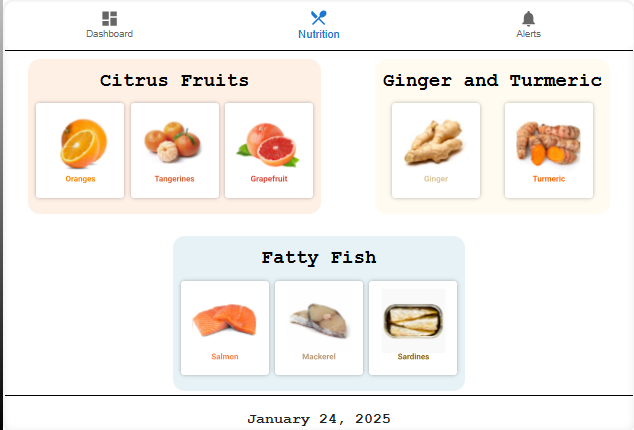 Dashboard
Nutrition
Alerts
Citrus Fruits
Oranges
Tangerines
Grapefruit
Ginger and Turmeric
Ginger
Turmeric
Fatty Fish
Salmon
Mackerel
Sardines
January 24, 2025